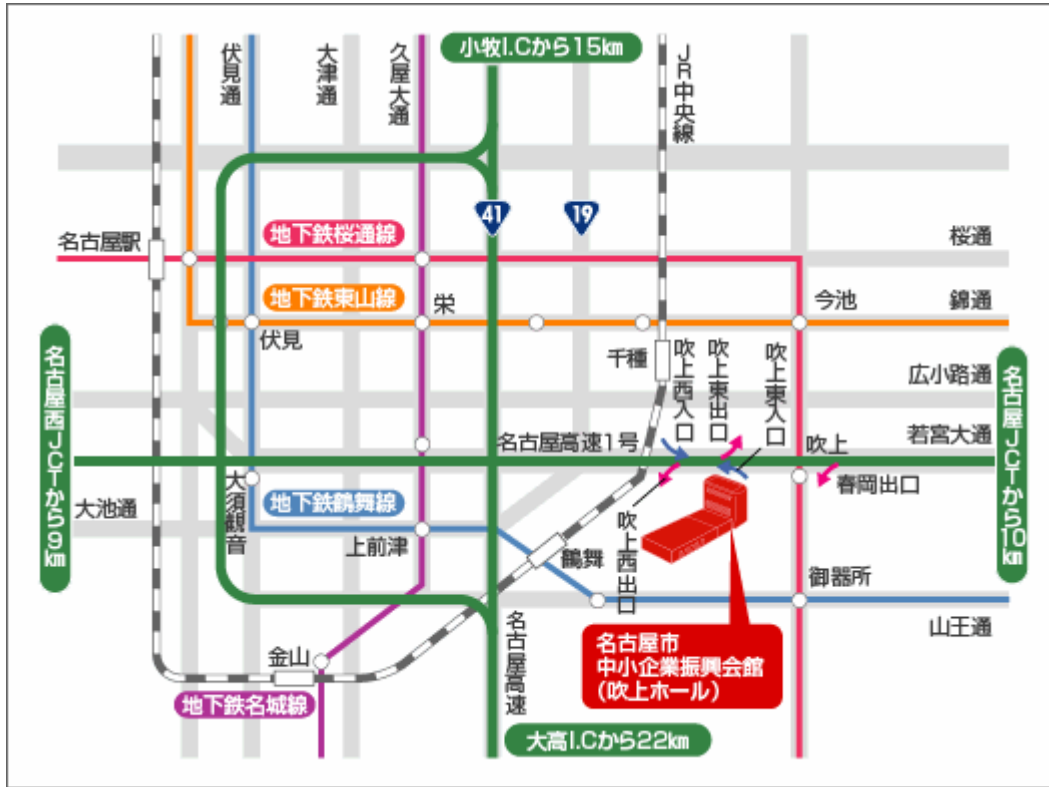 小牧I.Cから15km
伏見通
大津通
久屋大通
JR中央線
41
19
名古屋駅
地下鉄桜通線
桜通
地下鉄東山線
栄
今池
錦通
伏見
千種
吹上西入口
吹上東出口
吹上東入口
広小路通
名古屋西JCTから9km
名古屋JCTから10km
名古屋高速1号
吹上
若宮大通
春岡出口
大池通
大須観音
地下鉄鶴舞線
上前津
鶴舞
吹上西出口
御器所
山王通
名古屋高速
名古屋市
中小企業振興会館
(吹上ホール)
金山
地下鉄名城線
大高I.Cから22km